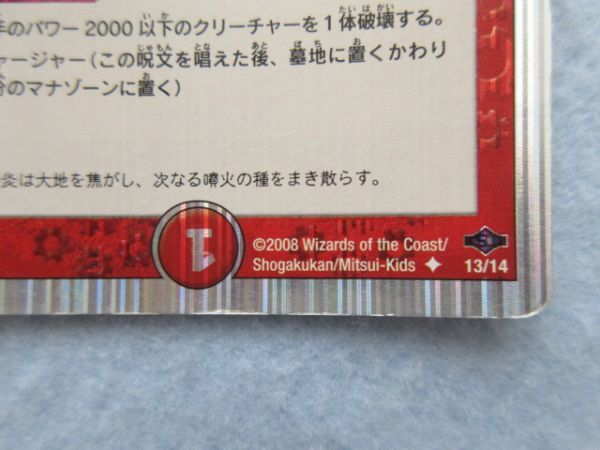 のパワー2000以下のクリーチャーを1体破壊する。
ャージャー(この呪文を唱えた後、墓地に置くかわり
のマナゾーンに置く)
炎は大地を焦がし、次なる噴火の種をまき散らす。
1
©2008 Wizards of the Coast/
Shogakukan/Mitsui-Kids
13/14